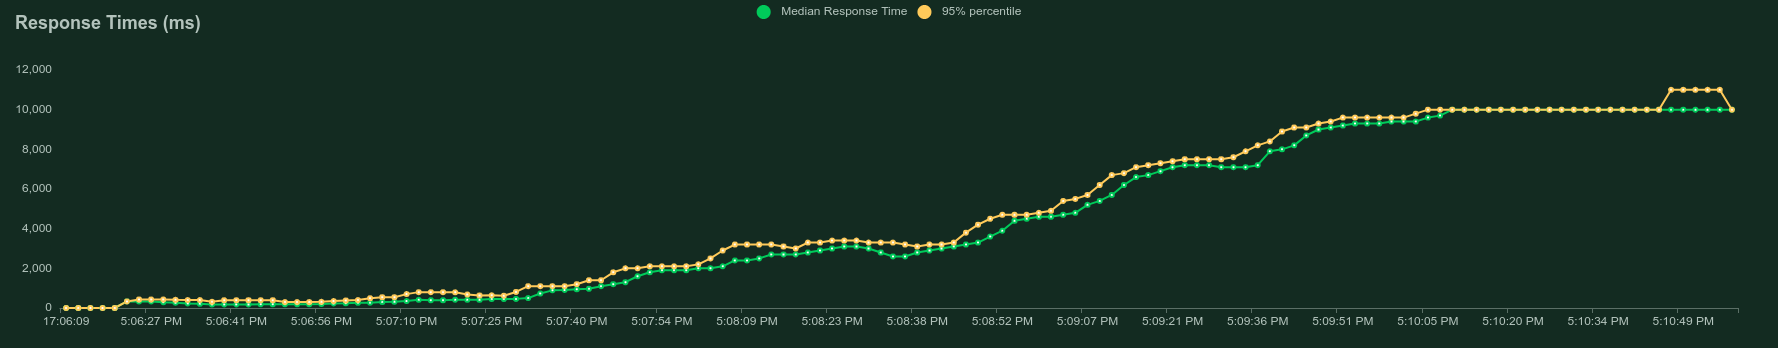 Response Times (ms)
Median Response Time 95% percentile
12,000
10,000
8,000
6,000
4,000
2,000
0
17:06:09 5:06:27 PM 5:06:41 PM 5:06:56 PM 5:07:10 PM 5:07:25 PM 5:07:40 PM 5:07:54 PM 5:08:09 PM 5:08:23 PM 5:08:38 PM 5:08:52 PM 5:09:07 PM 5:09:21 PM 5:09:36 PM 5:09:51 PM 5:10:05 PM 5:10:20 PM 5:10:34 PM 5:10:49 PM